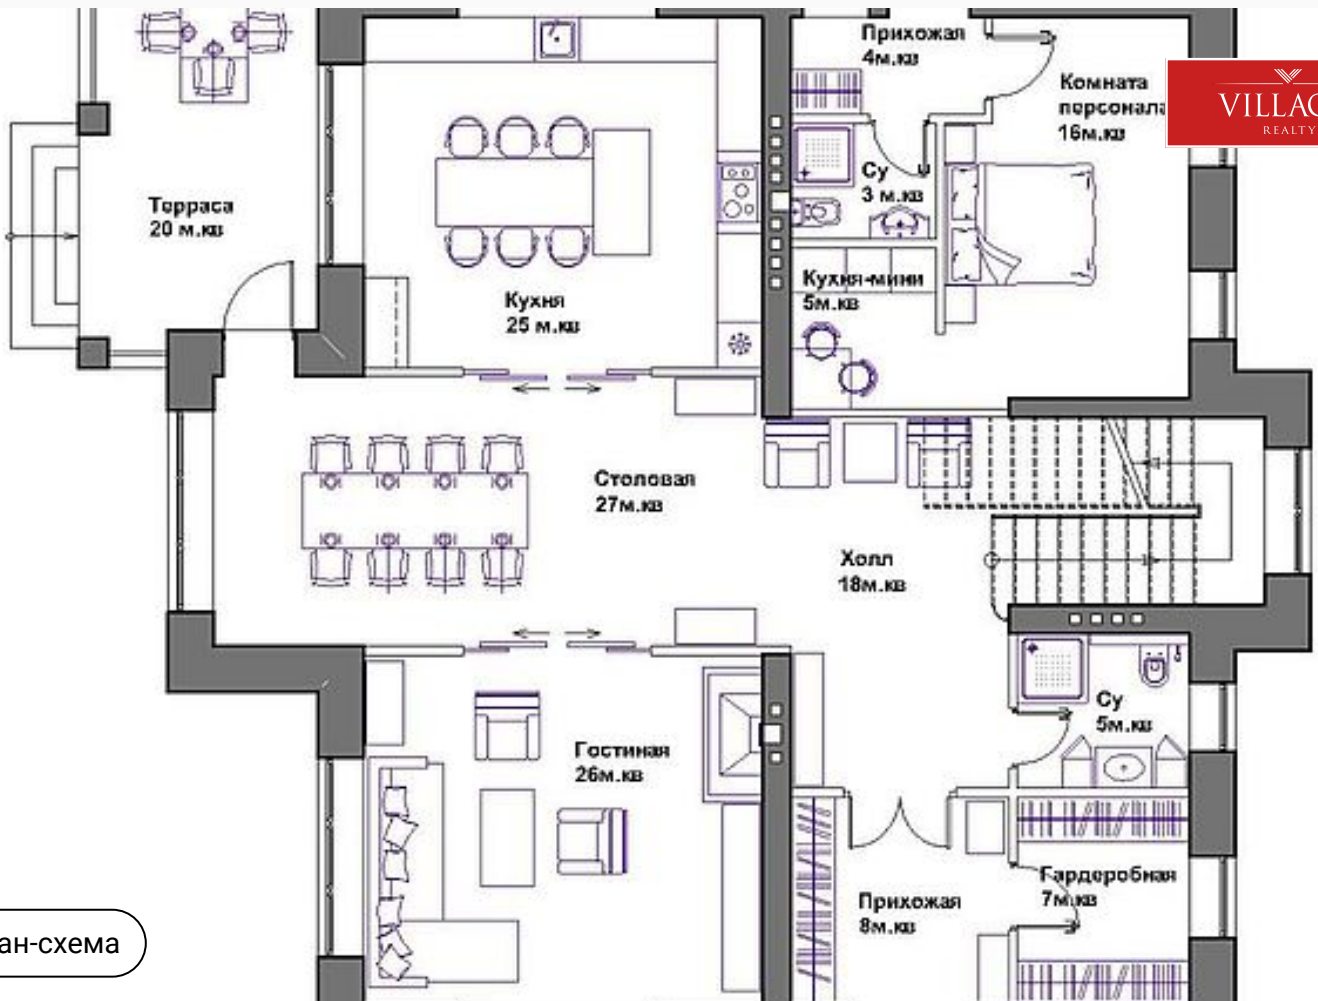 Прихожая
4м.кв
Комната
персонала
16м.кв
VILLAG
REALTY
Терраса
20 м.кв
Су
3 м.кв
Кухня
25 м.кв
Кухня-мини
5м.кв
Столовая
27м.кв
Холл
18м.кв
Су
5м.кв
Гостиная
26м.кв
Прихожая
8м.кв
Гардеробная
7м.кв
ан-схема